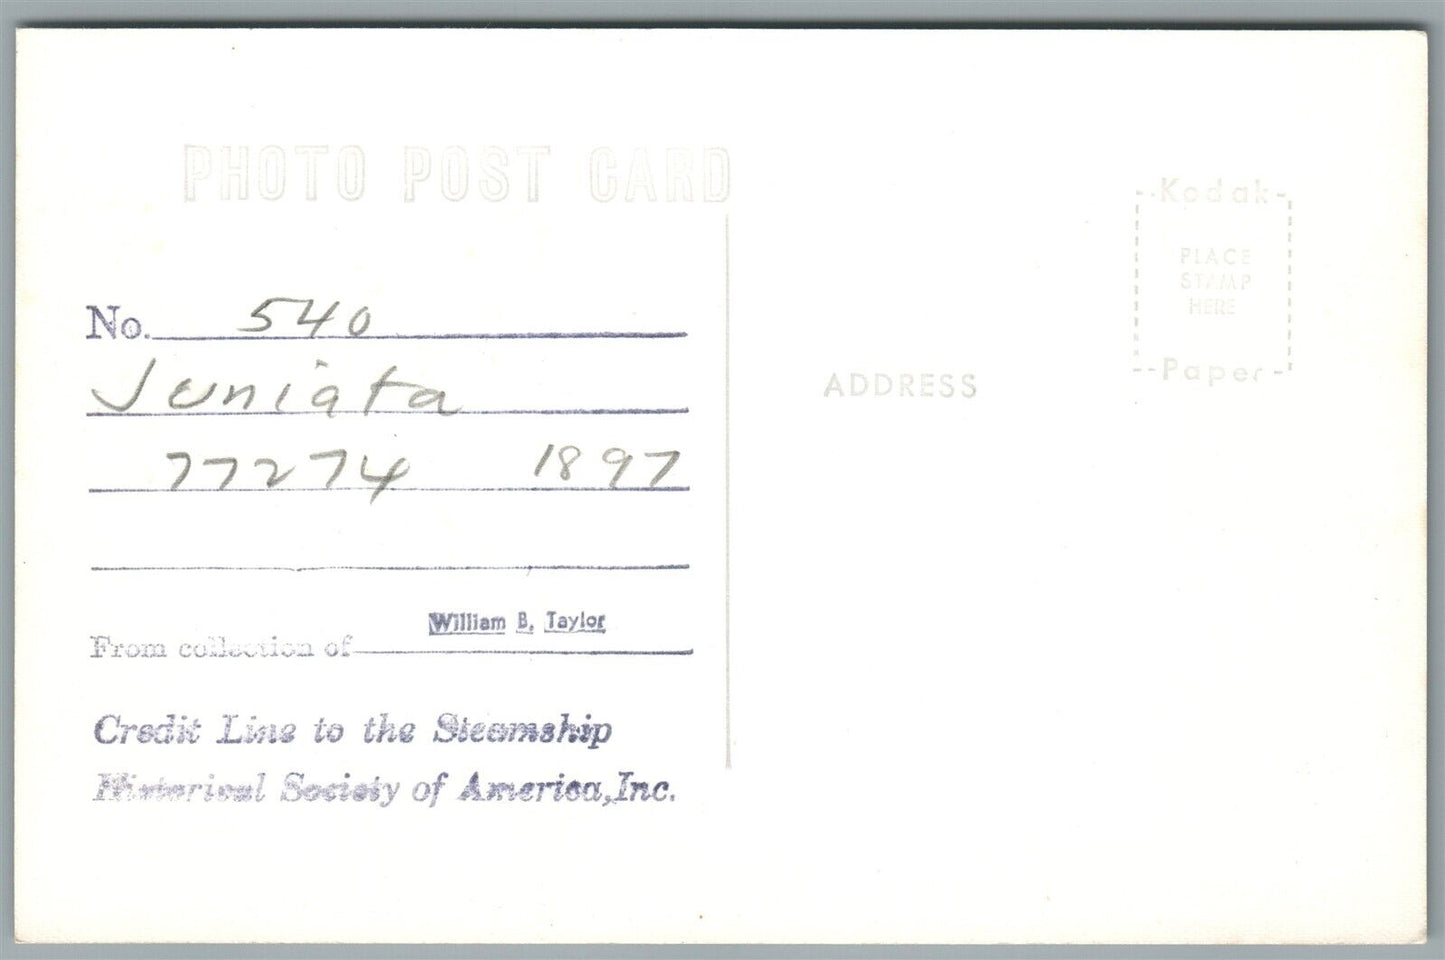 PHOTO POST CARD
No. 540
Juniata
77274 1897
From collection of William B. Taylor
Credit Line to the Steamship
Historical Society of America, Inc.
Kodak
PLACE
STAMP
HERE
Paper
ADDRESS